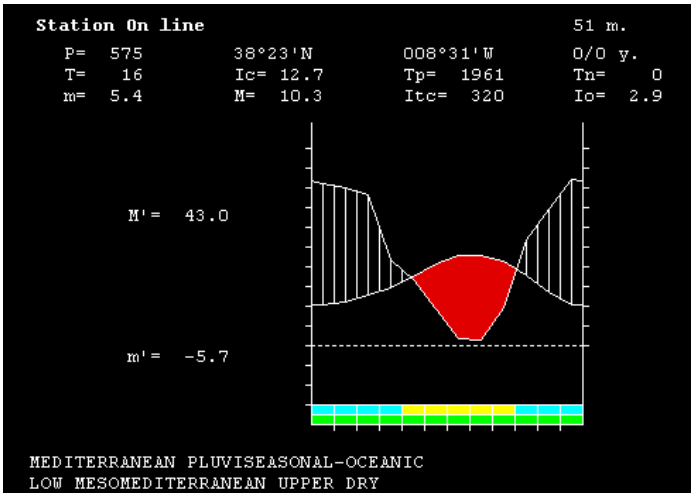 Station On line 51 m.
P= 575 38°23'N 008°31'W 0/0 y.
T= 16 Ic= 12.7 Tp= 1961 Tn= 0
m= 5.4 M= 10.3 Itc= 320 Io= 2.9
M'= 43.0
m'= -5.7
MEDITERRANEAN PLUVISEASONAL-OCEANIC
LOW MESOMEDITERRANEAN UPPER DRY